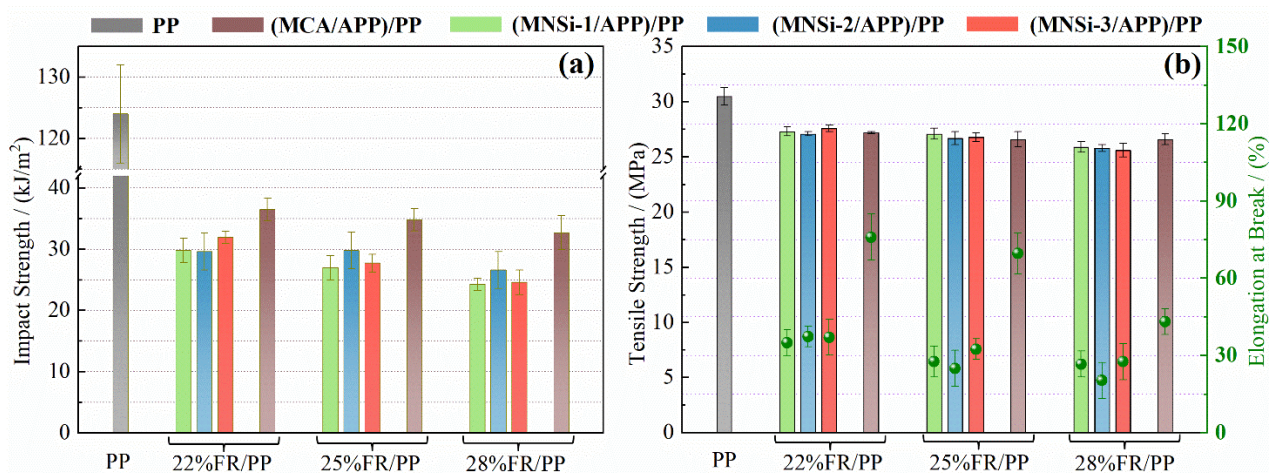 PP (MCA/APP)/PP (MNSi-1/APP)/PP (MNSi-2/APP)/PP (MNSi-3/APP)/PP
(a)
Impact Strength / (kJ/m²)
130
120
40
30
20
10
0
PP 22%FR/PP 25%FR/PP 28%FR/PP
(b)
Tensile Strength / (MPa)
35
30
25
20
15
10
5
0
150
120
90
60
30
0
Elongation at Break / (%)
PP 22%FR/PP 25%FR/PP 28%FR/PP